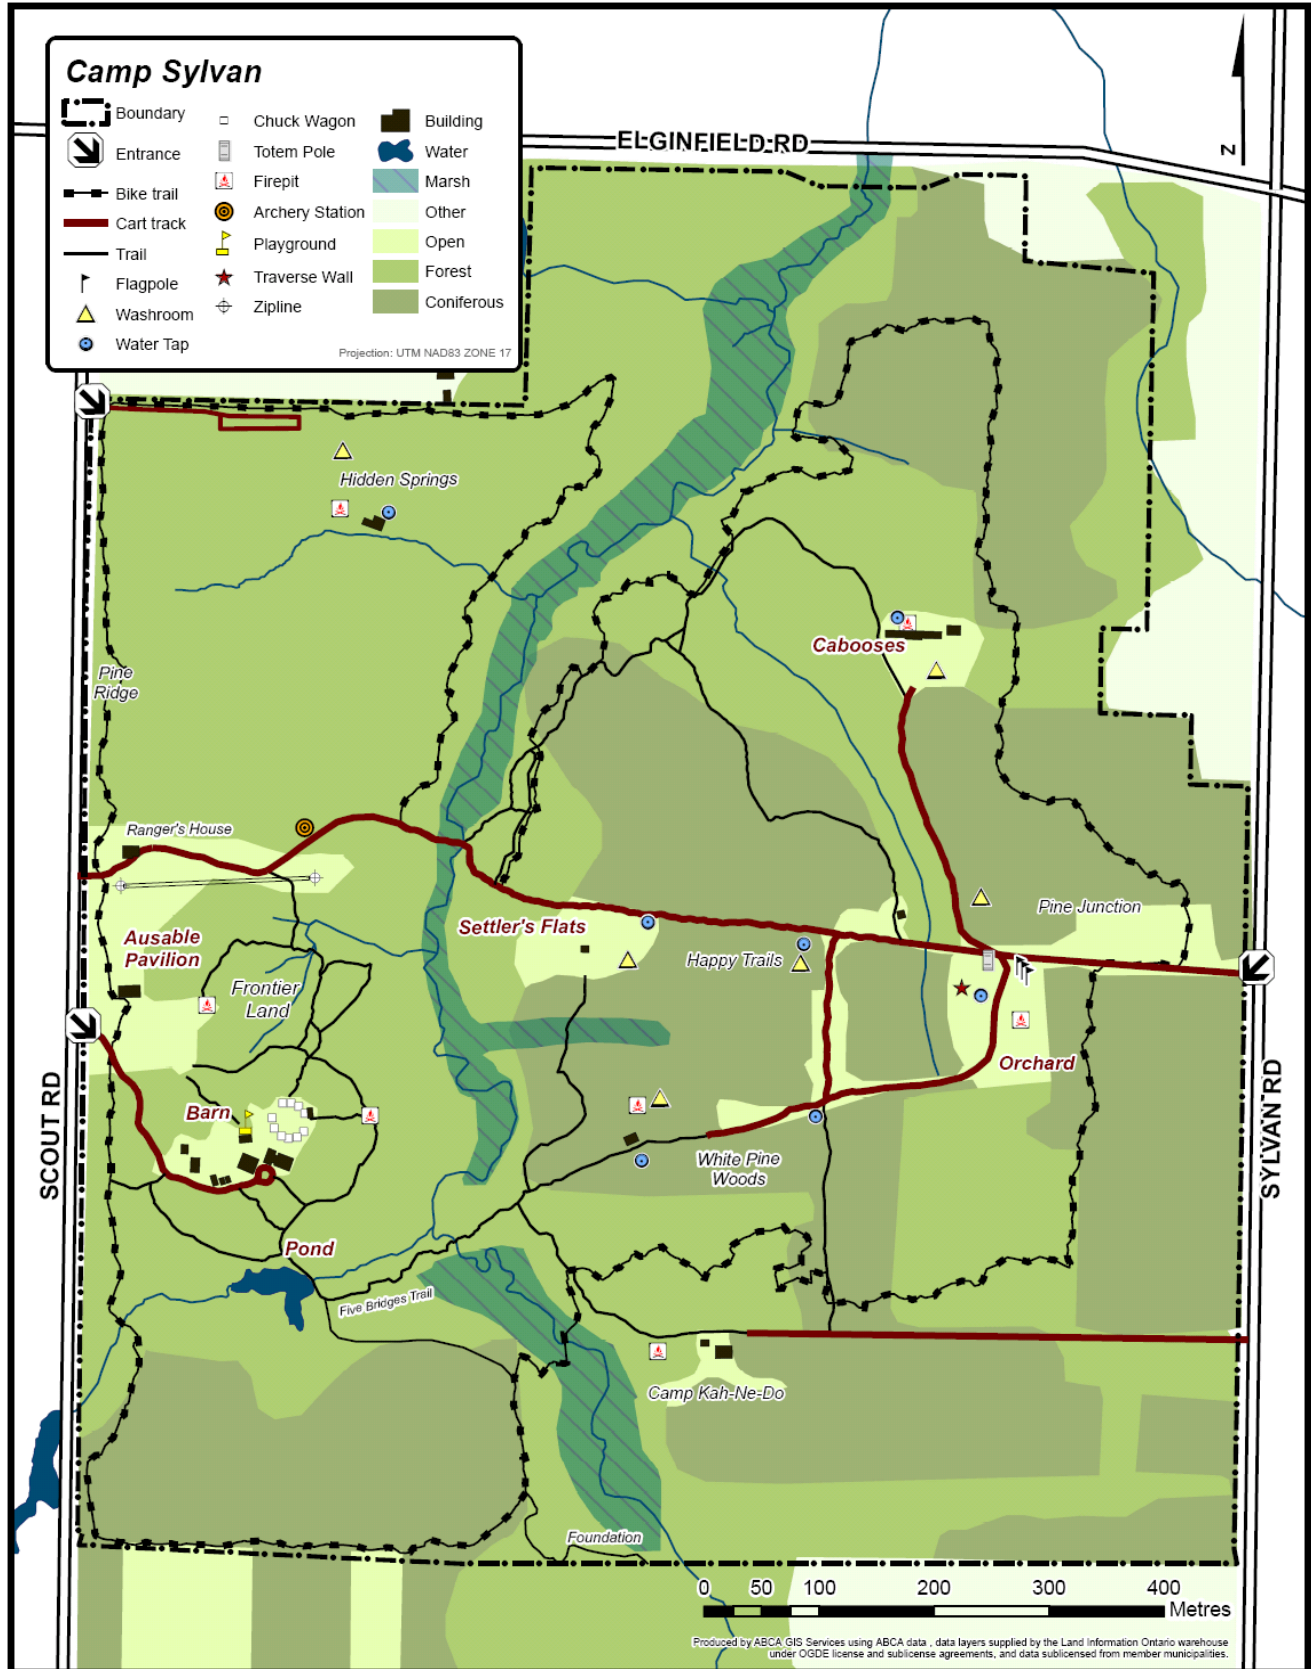 Camp Sylvan
Boundary
Entrance
Bike trail
Cart track
Trail
Flagpole
Washroom
Water Tap
Chuck Wagon
Totem Pole
Firepit
Archery Station
Playground
Traverse Wall
Zipline
Building
Water
Marsh
Other
Open
Forest
Coniferous
Projection: UTM NAD83 ZONE 17
ELGINFIELD RD
N
Hidden Springs
Cabooses
Pine
Ridge
Ranger's House
Ausable
Pavilion
Settler's Flats
Happy Trails
Pine Junction
Frontier
Land
Orchard
Barn
SCOUT RD
SYLVAN RD
White Pine
Woods
Pond
Five Bridges Trail
Camp Kah-Ne-Do
Foundation
0 50 100 200 300 400
Metres
Produced by ABCA GIS Services using ABCA data , data layers supplied by the Land Information Ontario warehouse
under OGDE license and sublicense agreements, and data sublicensed from member municipalities.